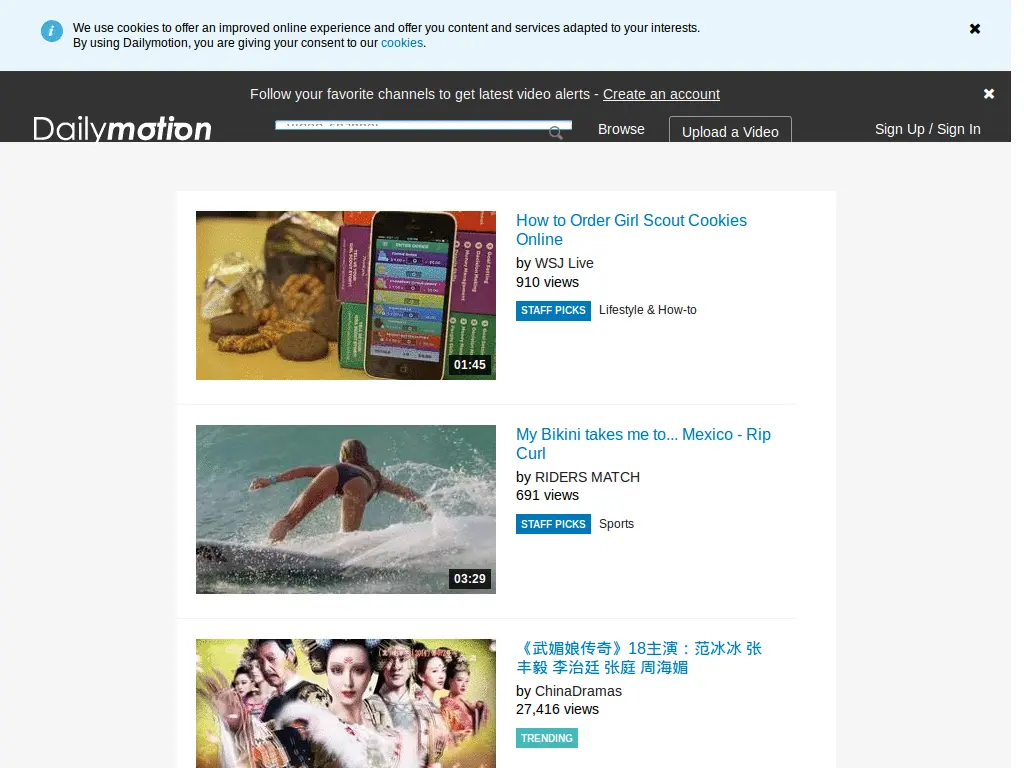 We use cookies to offer an improved online experience and offer you content and services adapted to your interests.
By using Dailymotion, you are giving your consent to our cookies.
Follow your favorite channels to get latest video alerts - Create an account
Dailymotion
Browse
Upload a Video
Sign Up / Sign In
How to Order Girl Scout Cookies
Online
by WSJ Live
910 views
STAFF PICKS Lifestyle & How-to
01:45
My Bikini takes me to... Mexico - Rip
Curl
by RIDERS MATCH
691 views
STAFF PICKS Sports
03:29
《武媚娘传奇》18主演：范冰冰 张
丰毅 李治廷 张庭 周海媚
by ChinaDramas
27,416 views
TRENDING